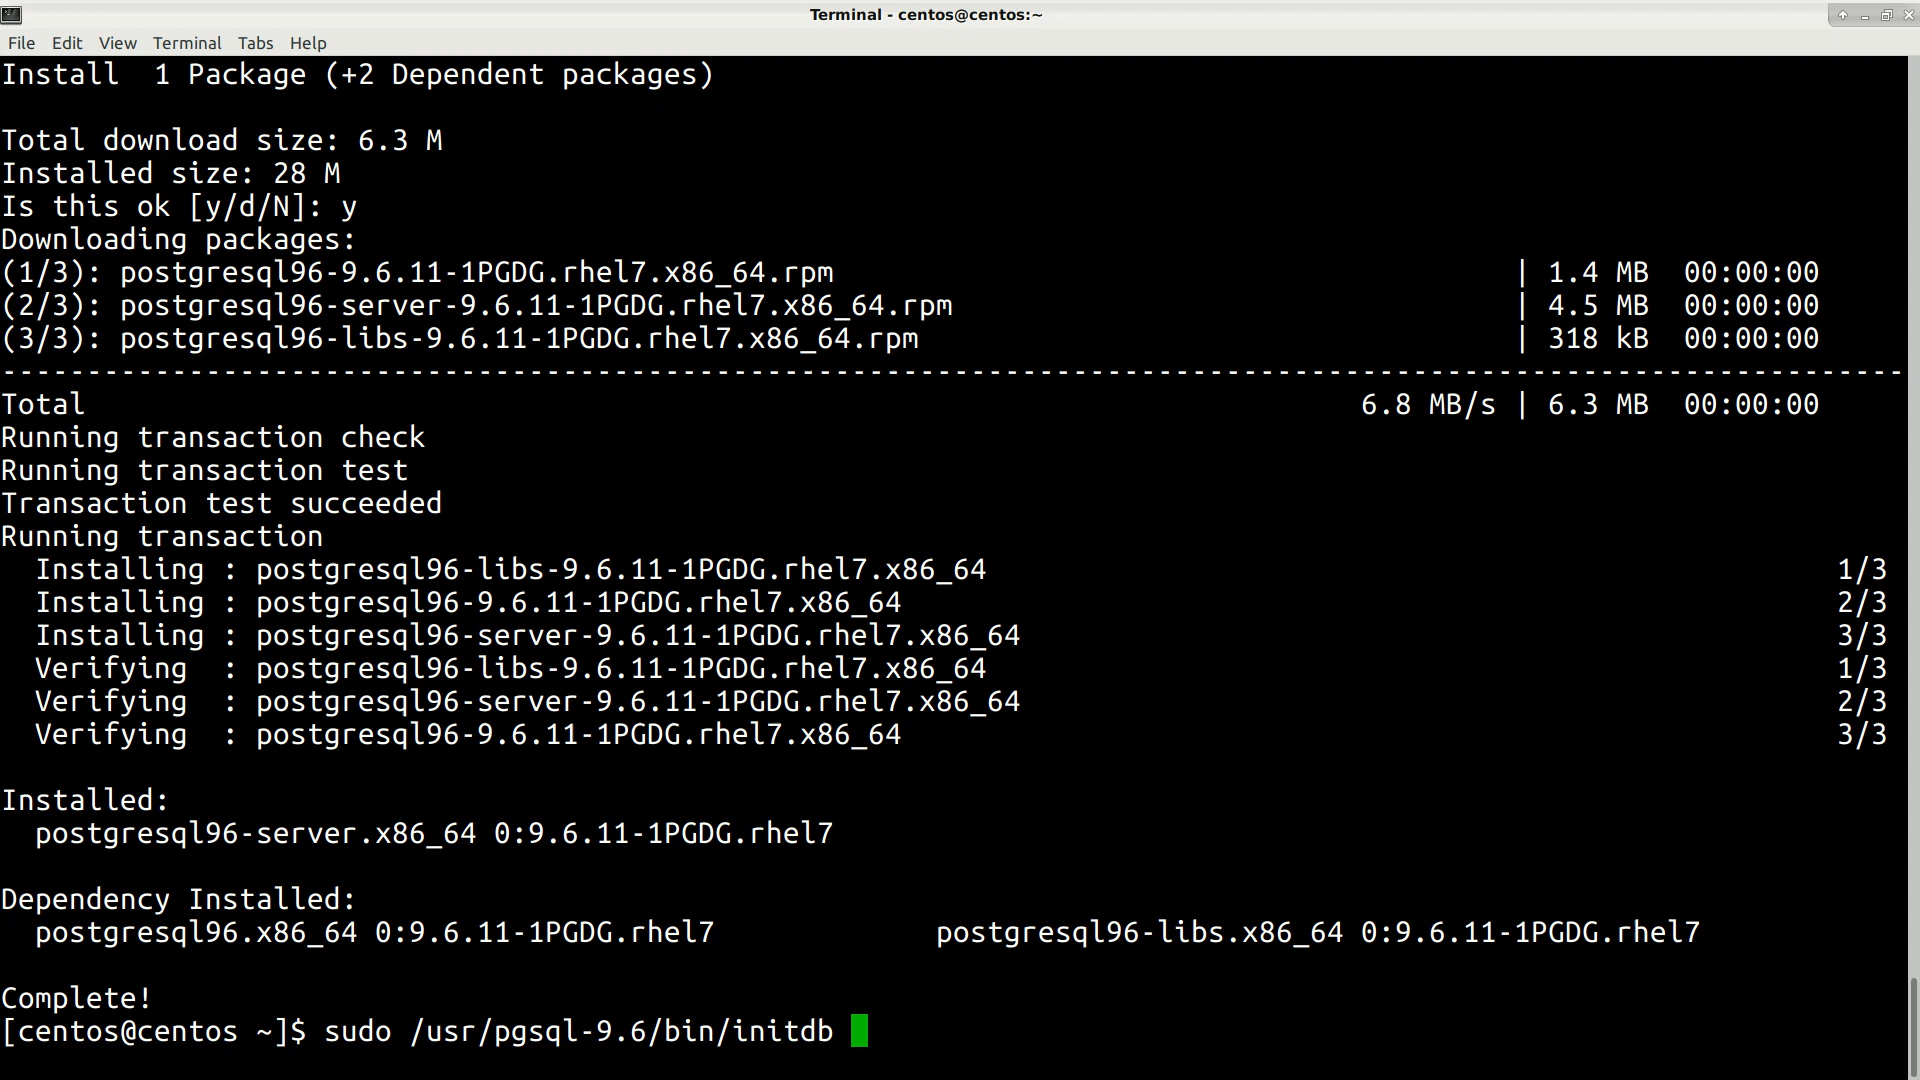 Terminal - centos@centos:~
File Edit View Terminal Tabs Help
Install  1 Package (+2 Dependent packages)
Total download size: 6.3 M
Installed size: 28 M
Is this ok [y/d/N]: y
Downloading packages:
(1/3): postgresql96-9.6.11-1PGDG.rhel7.x86_64.rpm | 1.4 MB  00:00:00
(2/3): postgresql96-server-9.6.11-1PGDG.rhel7.x86_64.rpm | 4.5 MB  00:00:00
(3/3): postgresql96-libs-9.6.11-1PGDG.rhel7.x86_64.rpm | 318 kB  00:00:00
----------------------------------------------------------------------------------------------------------------
Total 6.8 MB/s | 6.3 MB  00:00:00
Running transaction check
Running transaction test
Transaction test succeeded
Running transaction
  Installing : postgresql96-libs-9.6.11-1PGDG.rhel7.x86_64 1/3
  Installing : postgresql96-9.6.11-1PGDG.rhel7.x86_64 2/3
  Installing : postgresql96-server-9.6.11-1PGDG.rhel7.x86_64 3/3
  Verifying  : postgresql96-libs-9.6.11-1PGDG.rhel7.x86_64 1/3
  Verifying  : postgresql96-server-9.6.11-1PGDG.rhel7.x86_64 2/3
  Verifying  : postgresql96-9.6.11-1PGDG.rhel7.x86_64 3/3
Installed:
  postgresql96-server.x86_64 0:9.6.11-1PGDG.rhel7
Dependency Installed:
  postgresql96.x86_64 0:9.6.11-1PGDG.rhel7 postgresql96-libs.x86_64 0:9.6.11-1PGDG.rhel7
Complete!
[centos@centos ~]$ sudo /usr/pgsql-9.6/bin/initdb